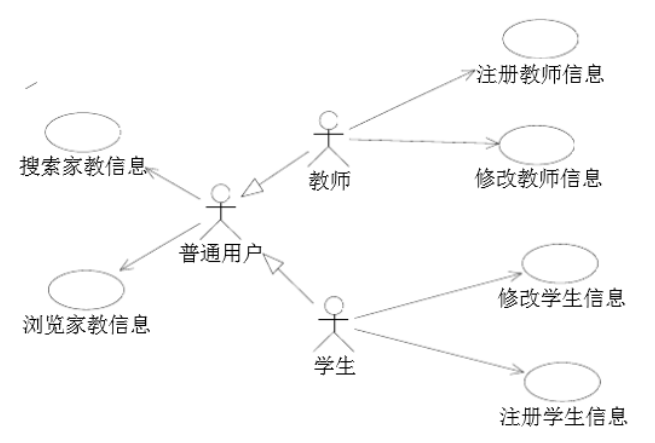 注册教师信息
搜索家教信息
教师
修改教师信息
普通用户
修改学生信息
浏览家教信息
学生
注册学生信息